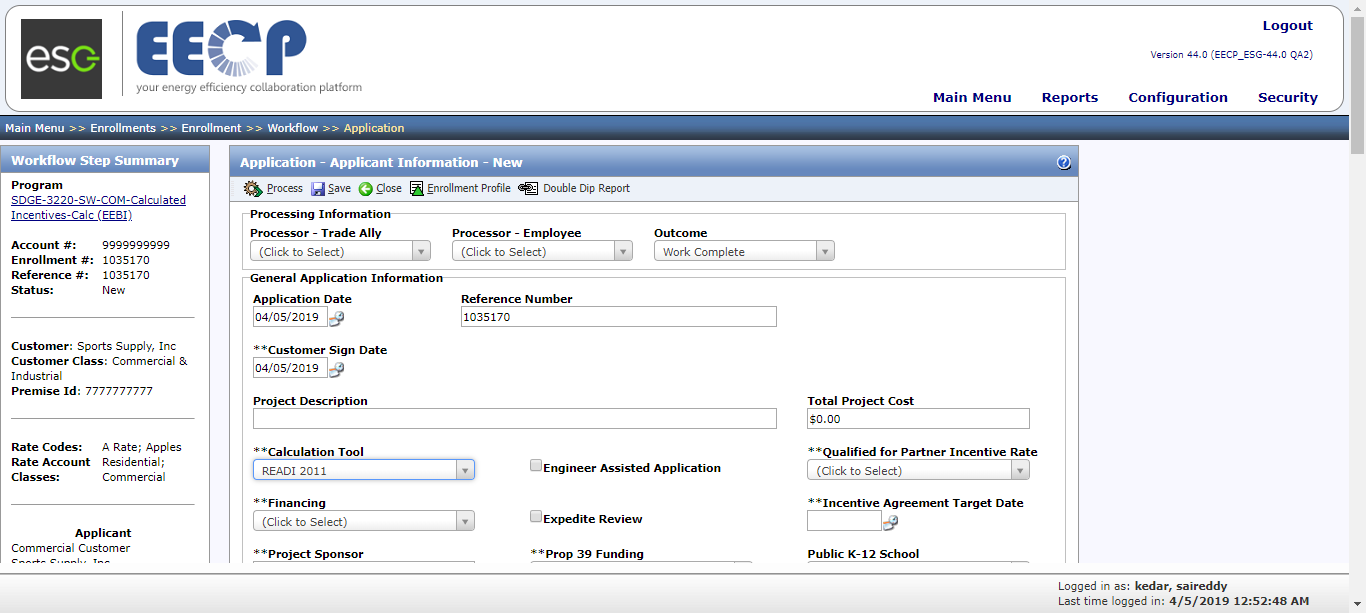 esg
EECP
your energy efficiency collaboration platform
Logout
Version 44.0 (EECP_ESG-44.0 QA2)
Main Menu Reports Configuration Security
Main Menu >> Enrollments >> Enrollment >> Workflow >> Application
Workflow Step Summary
Program
SDGE-3220-SW-COM-Calculated
Incentives-Calc (EEBI)
Account #: 9999999999
Enrollment #: 1035170
Reference #: 1035170
Status: New
Customer: Sports Supply, Inc
Customer Class: Commercial &
Industrial
Premise Id: 7777777777
Rate Codes: A Rate; Apples
Rate Account Residential;
Classes: Commercial
Applicant
Commercial Customer
Sports Supply, Inc
Application - Applicant Information - New
?
Process Save Close Enrollment Profile Double Dip Report
Processing Information
Processor - Trade Ally Processor - Employee Outcome
(Click to Select) (Click to Select) Work Complete
General Application Information
Application Date Reference Number
04/05/2019 1035170
**Customer Sign Date
04/05/2019
Project Description Total Project Cost
$0.00
**Calculation Tool **Qualified for Partner Incentive Rate
READI 2011 Engineer Assisted Application (Click to Select)
**Financing **Incentive Agreement Target Date
(Click to Select) Expedite Review
**Project Sponsor **Prop 39 Funding Public K-12 School
Logged in as: kedar, saireddy
Last time logged in: 4/5/2019 12:52:48 AM